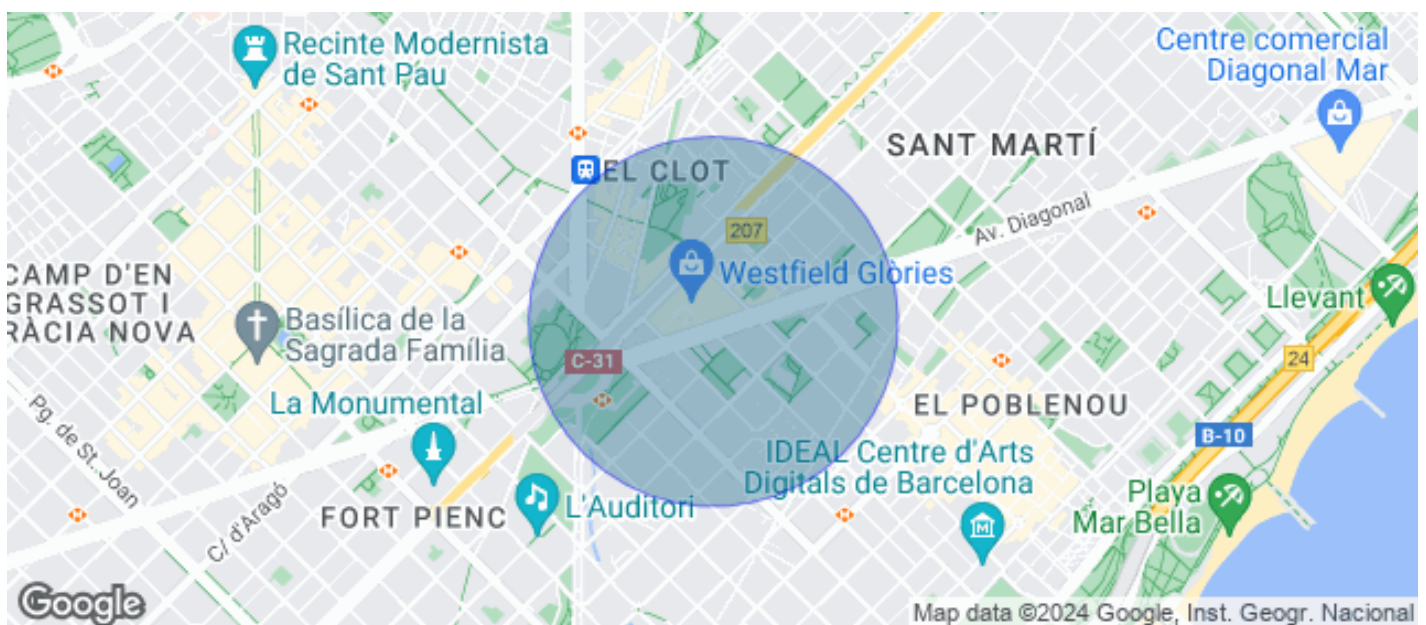 Recinte Modernista
de Sant Pau
Centre comercial
Diagonal Mar
SANT MARTÍ
EL CLOT
207
Av. Diagonal
Westfield Glòries
CAMP D'EN
GRASSOT I
RÀCIA NOVA
Llevant
Basílica de la
Sagrada Família
C-31
24
La Monumental
EL POBLENOU
B-10
Pg. de St. Joan
IDEAL Centre d'Arts
Digitals de Barcelona
Playa
Mar Bella
C/ d'Aragó
FORT PIENC
L'Auditori
Google
Map data ©2024 Google, Inst. Geogr. Nacional